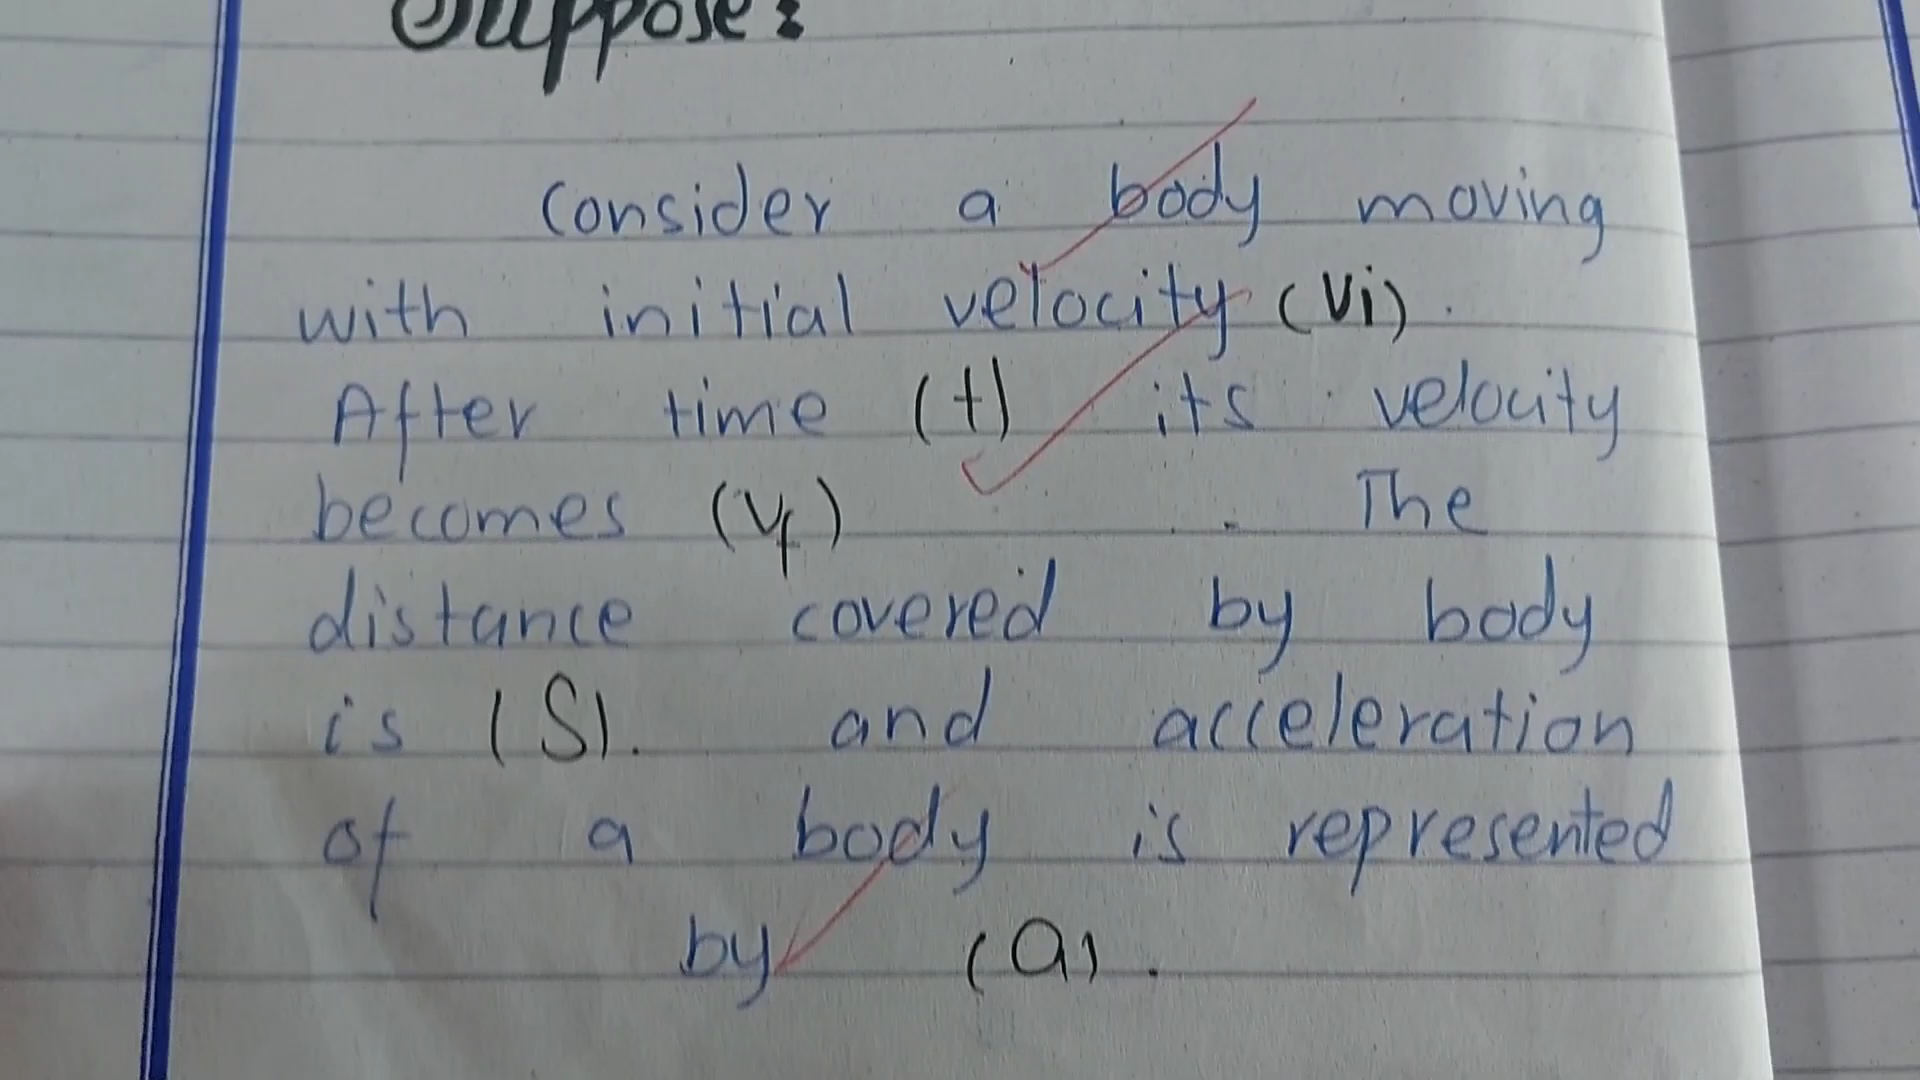 Suppose:
Consider a body moving
with initial velocity (Vi).
After time (t) its velocity
becomes (Vf) . The
distance covered by body
is (S). and acceleration
of a body is represented
by (a).